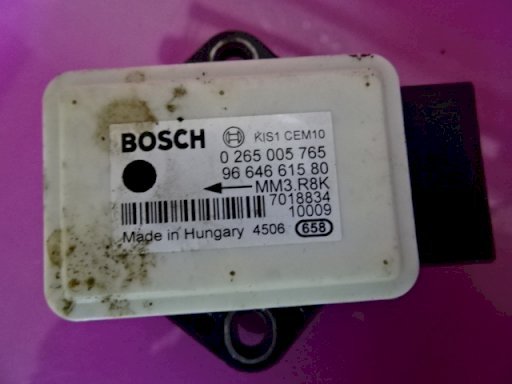 BOSCH KIS1 CEM10
0 265 005 765
96 646 615 80
MM3.R8K
7018834
10009
Made in Hungary 4506 658